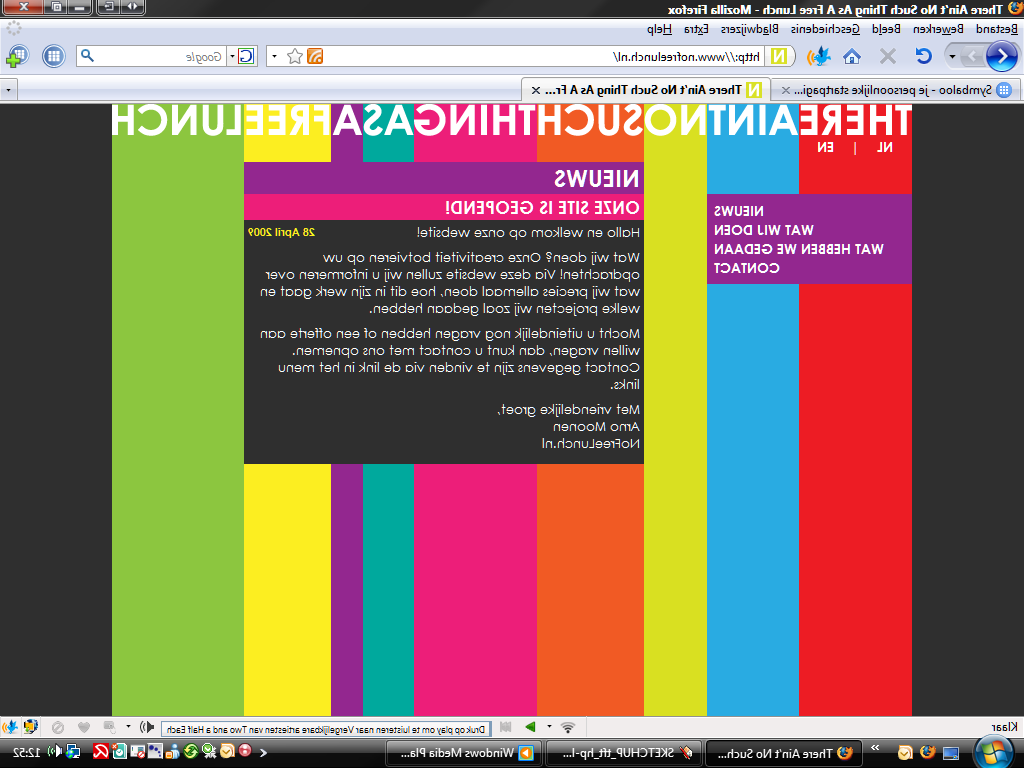 There Ain't No Such Thing As A Free Lunch - Mozilla Firefox
Bestand Bewerken Beeld Geschiedenis Bladwijzers Extra Help
http://www.nofreelunch.nl/
Google
Symbaloo - je persoonlijke startpagi...
There Ain't No Such Thing As A Fr...
THEREAIN'TNOSUCHTHINGASAFREELUNCH
NL | EN
NIEUWS
WAT WIJ DOEN
WAT HEBBEN WE GEDAAN
CONTACT
NIEUWS
ONZE SITE IS GEOPEND!
Hallo en welkom op onze website! 28 April 2009
Wat wij doen? Onze creativiteit botvieren op uw
opdrachten! Via deze website zullen wij u informeren over
wat wij precies allemaal doen, hoe dit in zijn werk gaat en
welke projecten wij zoal gedaan hebben.
Mocht u uiteindelijk nog vragen hebben of een offerte aan
willen vragen, dan kunt u contact met ons opnemen.
Contact gegevens zijn te vinden via de link in het menu
links.
Met vriendelijke groet,
Arno Moonen
NoFreeLunch.nl
Klaar
Druk op play om te luisteren naar Vergelijkbare artiesten van Two and a Half Each
There Ain't No Such...
SKETCHUP_tft_hp-l...
Windows Media Pla...
12:52